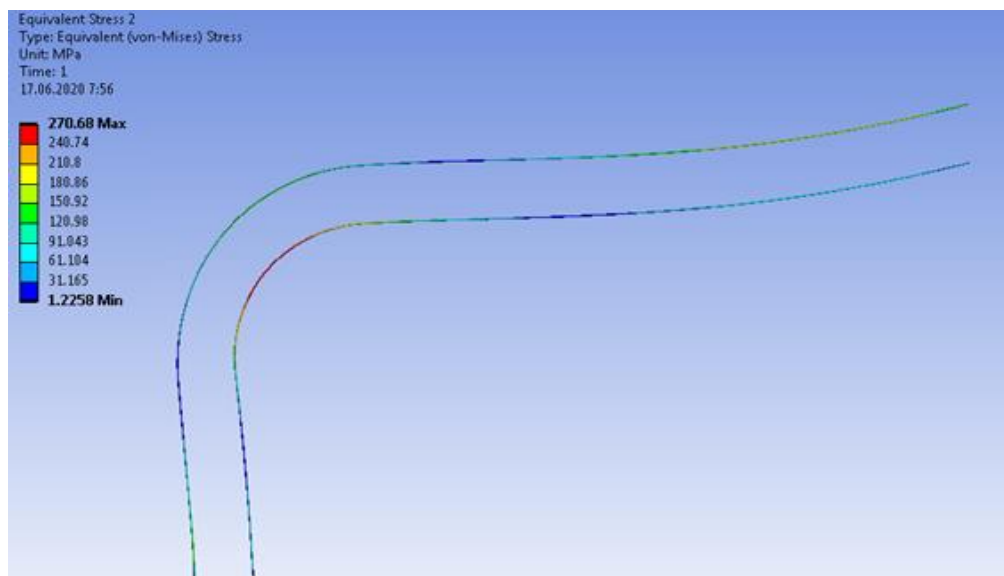 Equivalent Stress 2
Type: Equivalent (von-Mises) Stress
Unit: MPa
Time: 1
17.06.2020 7:56
270.68 Max
240.74
210.8
180.86
150.92
120.98
91.043
61.104
31.165
1.2258 Min